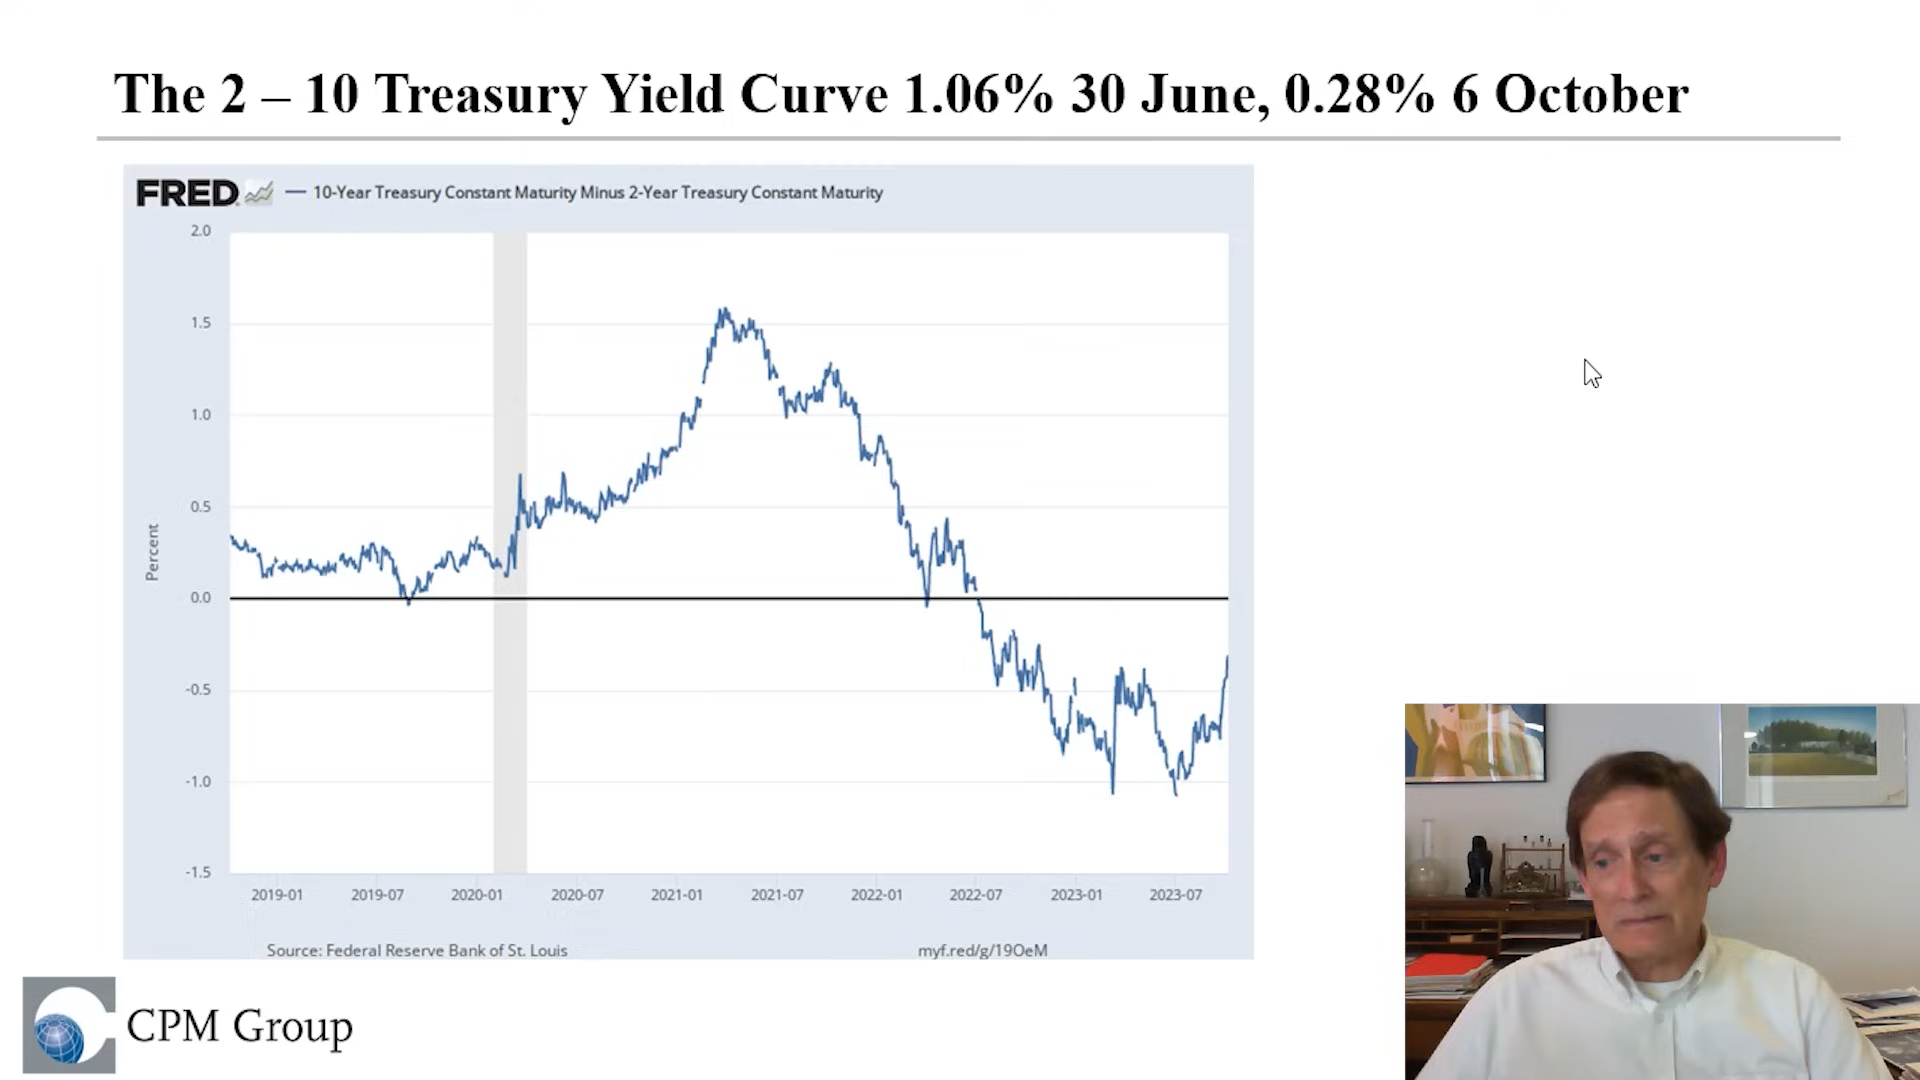 The 2 – 10 Treasury Yield Curve 1.06% 30 June, 0.28% 6 October
FRED
10-Year Treasury Constant Maturity Minus 2-Year Treasury Constant Maturity
2.0
1.5
1.0
0.5
0.0
-0.5
-1.0
-1.5
Percent
2019-01 2019-07 2020-01 2020-07 2021-01 2021-07 2022-01 2022-07 2023-01 2023-07
Source: Federal Reserve Bank of St. Louis myf.red/g/19OeM
CPM Group